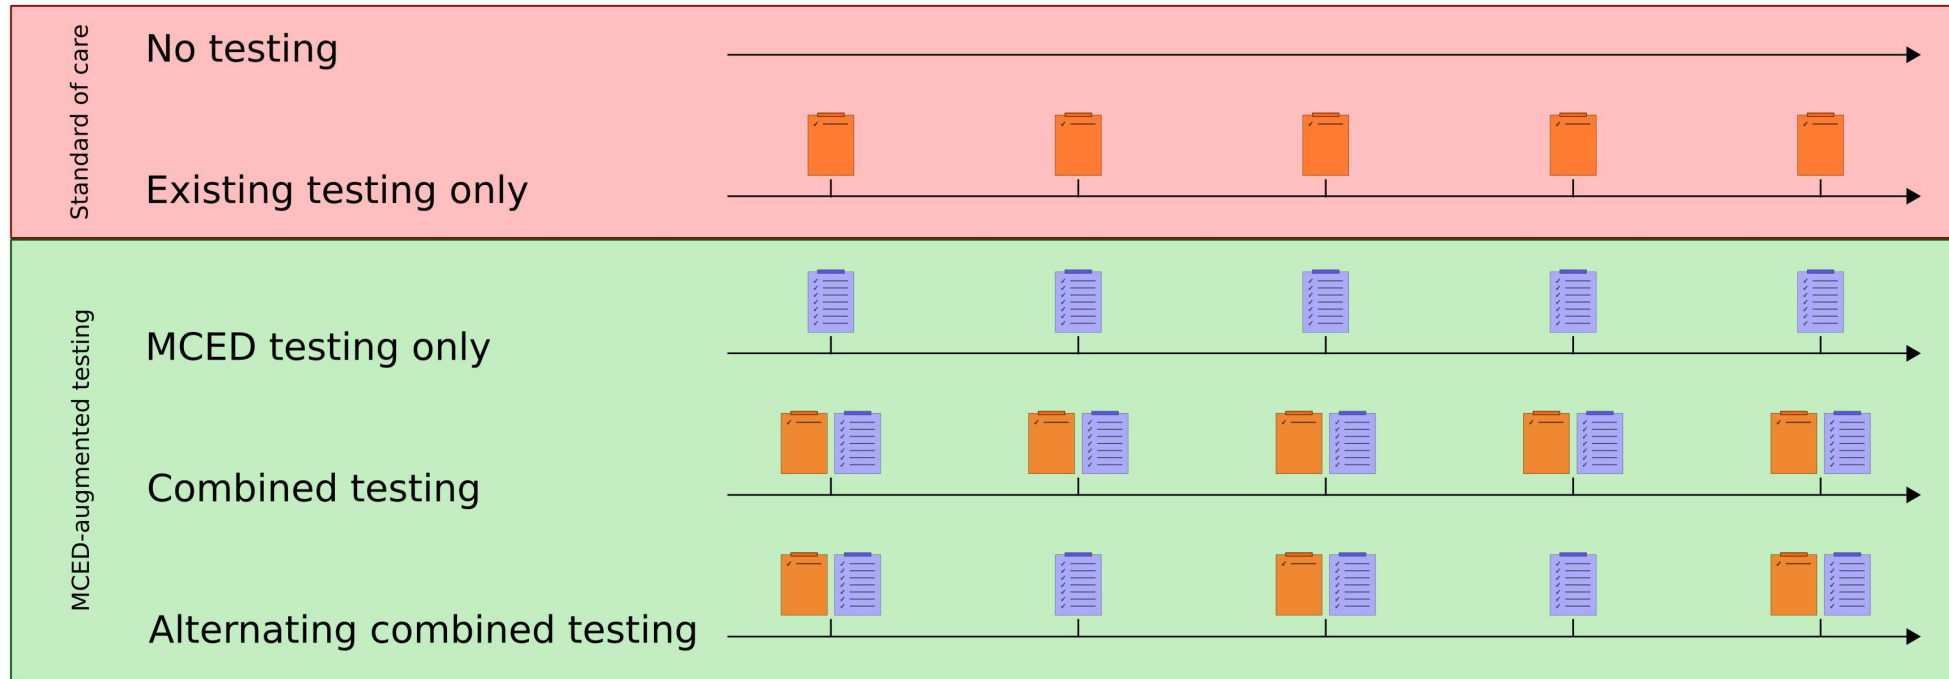 Standard of care
No testing
Existing testing only
MCED-augmented testing
MCED testing only
Combined testing
Alternating combined testing